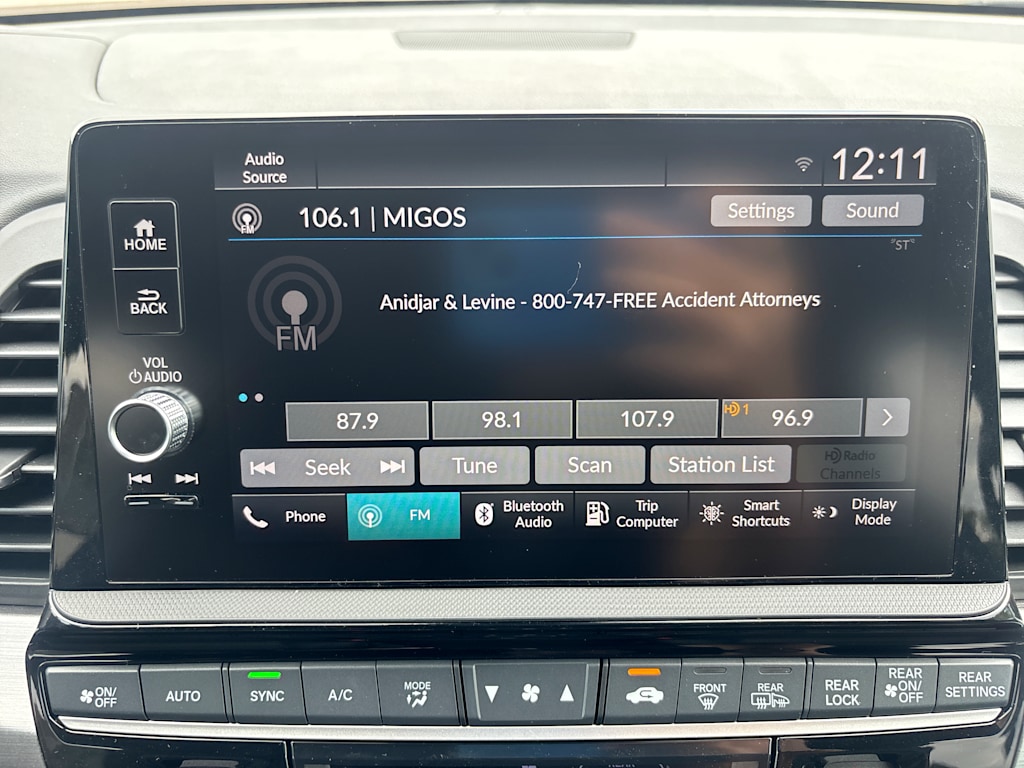 Audio
Source
12:11
HOME
FM
106.1 | MIGOS
Settings
Sound
ST
BACK
FM
Anidjar & Levine - 800-747-FREE Accident Attorneys
VOL
AUDIO
87.9
98.1
107.9
HD 1
96.9
Seek
Tune
Scan
Station List
HD Radio
Channels
Phone
FM
Bluetooth
Audio
Trip
Computer
Smart
Shortcuts
Display
Mode
ON/
OFF
AUTO
SYNC
A/C
MODE
FRONT
REAR
REAR
LOCK
REAR
ON/
OFF
REAR
SETTINGS